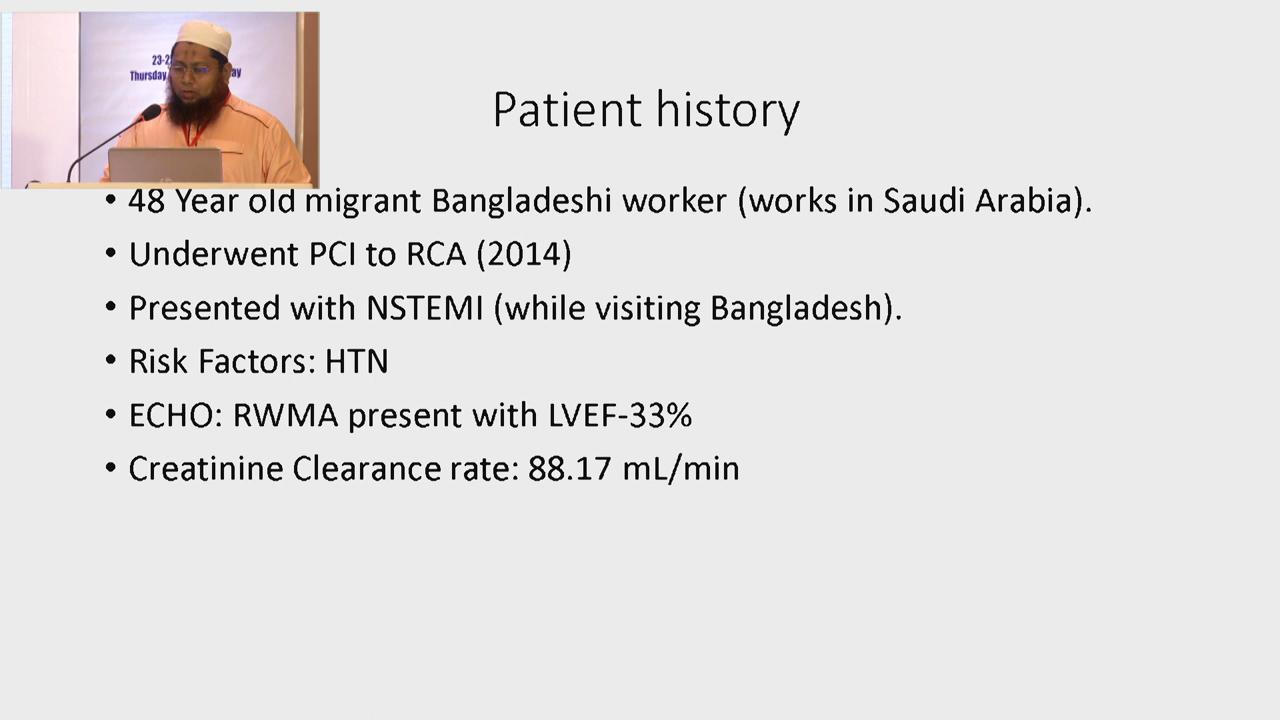 23-2
Thursday
ay
Patient history
• 48 Year old migrant Bangladeshi worker (works in Saudi Arabia).
• Underwent PCI to RCA (2014)
• Presented with NSTEMI (while visiting Bangladesh).
• Risk Factors: HTN
• ECHO: RWMA present with LVEF-33%
• Creatinine Clearance rate: 88.17 mL/min